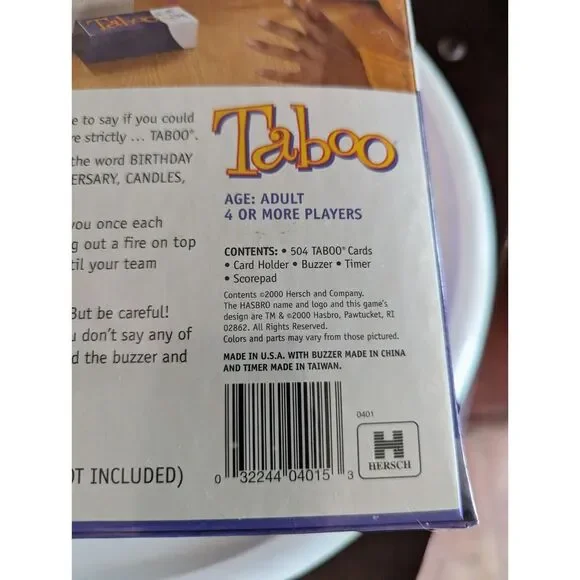 Taboo
e to say if you could
re strictly ... TABOO®.
the word BIRTHDAY
ERSARY, CANDLES,
you once each
g out a fire on top
til your team
But be careful!
u don't say any of
d the buzzer and
OT INCLUDED)
Taboo®
AGE: ADULT
4 OR MORE PLAYERS
CONTENTS: • 504 TABOO® Cards
• Card Holder • Buzzer • Timer
• Scorepad
Contents ©2000 Hersch and Company.
The HASBRO name and logo and this game's
design are TM & ©2000 Hasbro, Pawtucket, RI
02862. All Rights Reserved.
Colors and parts may vary from those pictured.
MADE IN U.S.A. WITH BUZZER MADE IN CHINA
AND TIMER MADE IN TAIWAN.
0401
H
HERSCH
0 32244 04015 3